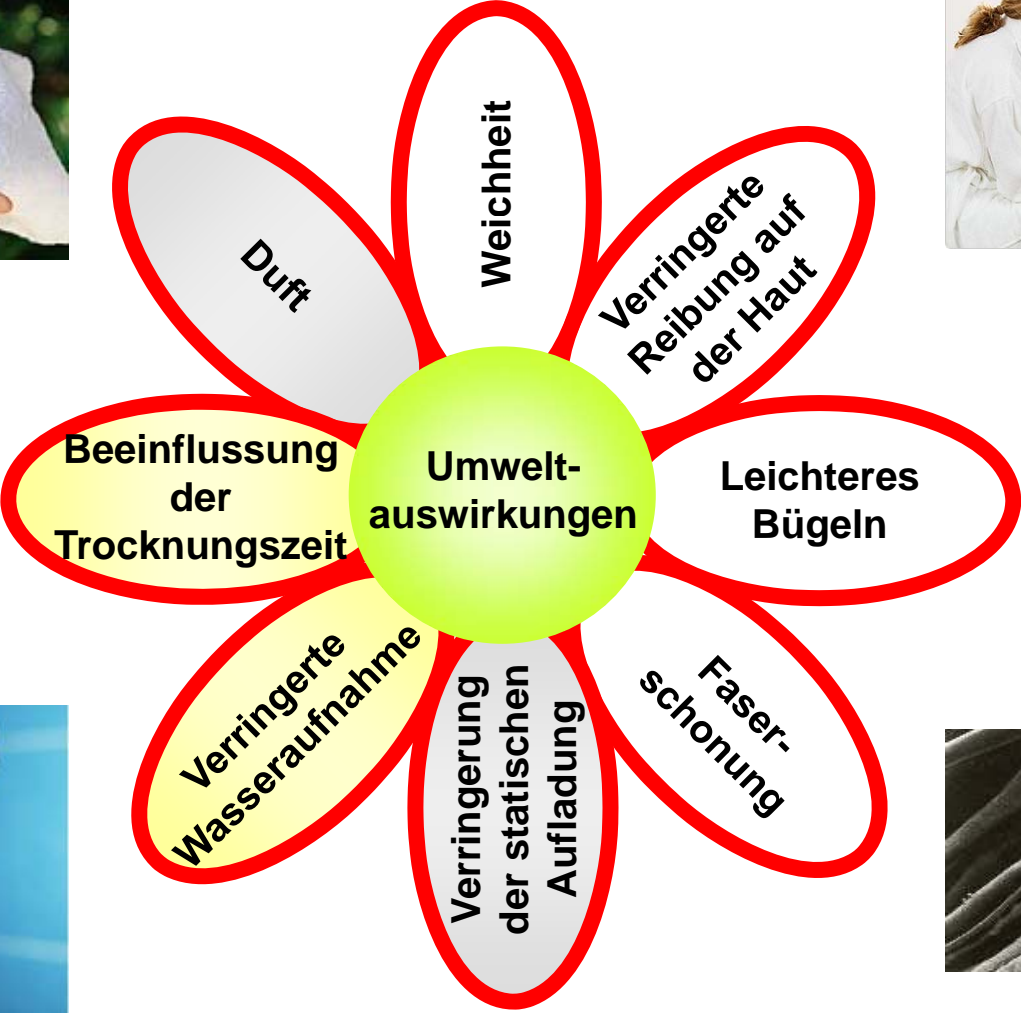 Weichheit
Verringerte
Reibung auf
der Haut
Leichteres
Bügeln
Faser-
schonung
Verringerung
der statischen
Aufladung
Verringerte
Wasseraufnahme
Beeinflussung
der
Trocknungszeit
Duft
Umwelt-
auswirkungen